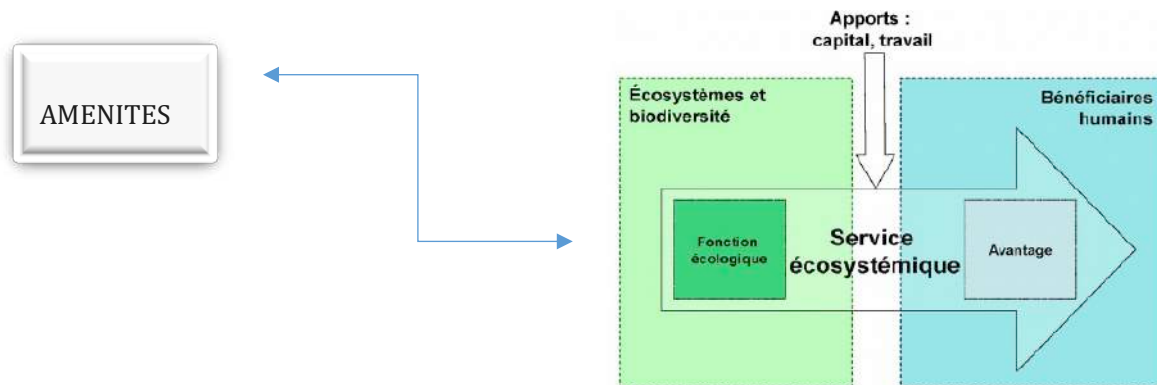 AMENITES
Apports :
capital, travail
Écosystèmes et
biodiversité
Bénéficiaires
humains
Fonction
écologique
Service
écosystémique
Avantage